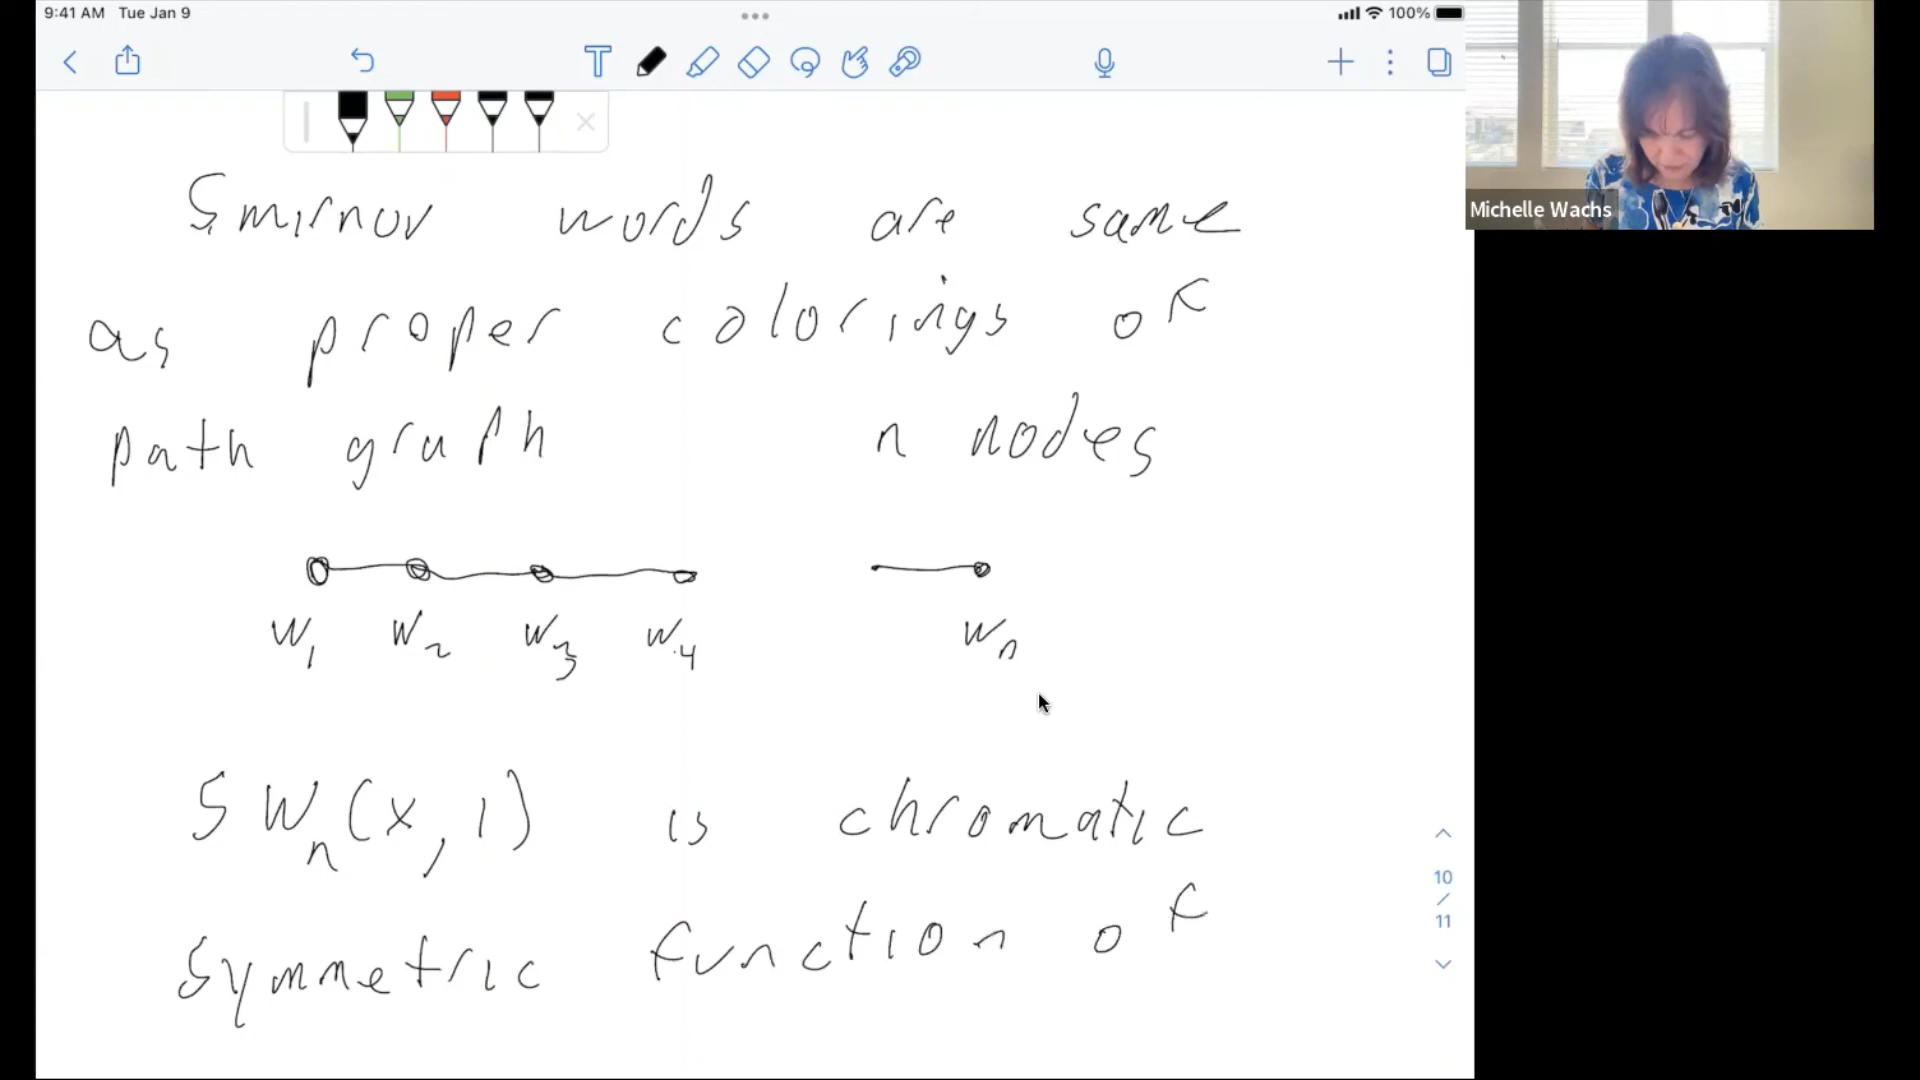 9:41 AM Tue Jan 9
100%
Michelle Wachs
Smirnov words are same
as proper colorings of
path graph n nodes
w1 w2 w3 w4 wn
SWn(x,1) is chromatic
10
/
11
symmetric function of